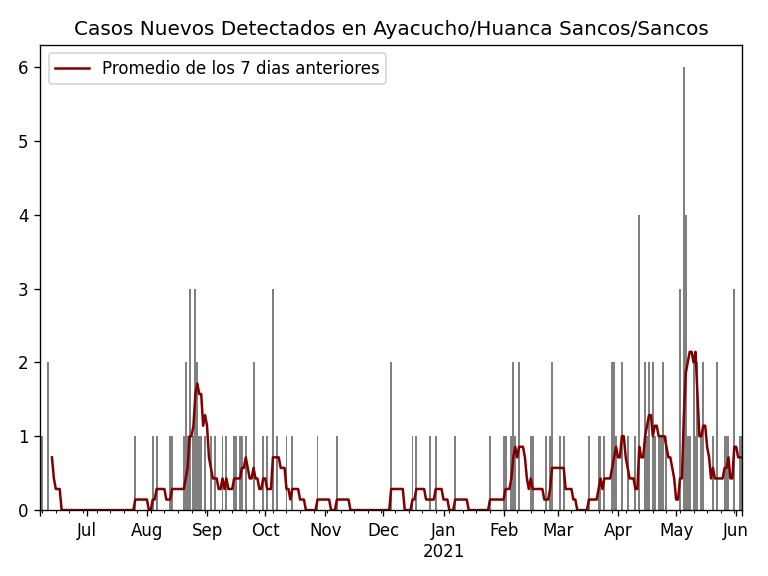 Casos Nuevos Detectados en Ayacucho/Huanca Sancos/Sancos
Promedio de los 7 dias anteriores
6
5
4
3
2
1
0
Jul Aug Sep Oct Nov Dec Jan Feb Mar Apr May Jun
2021